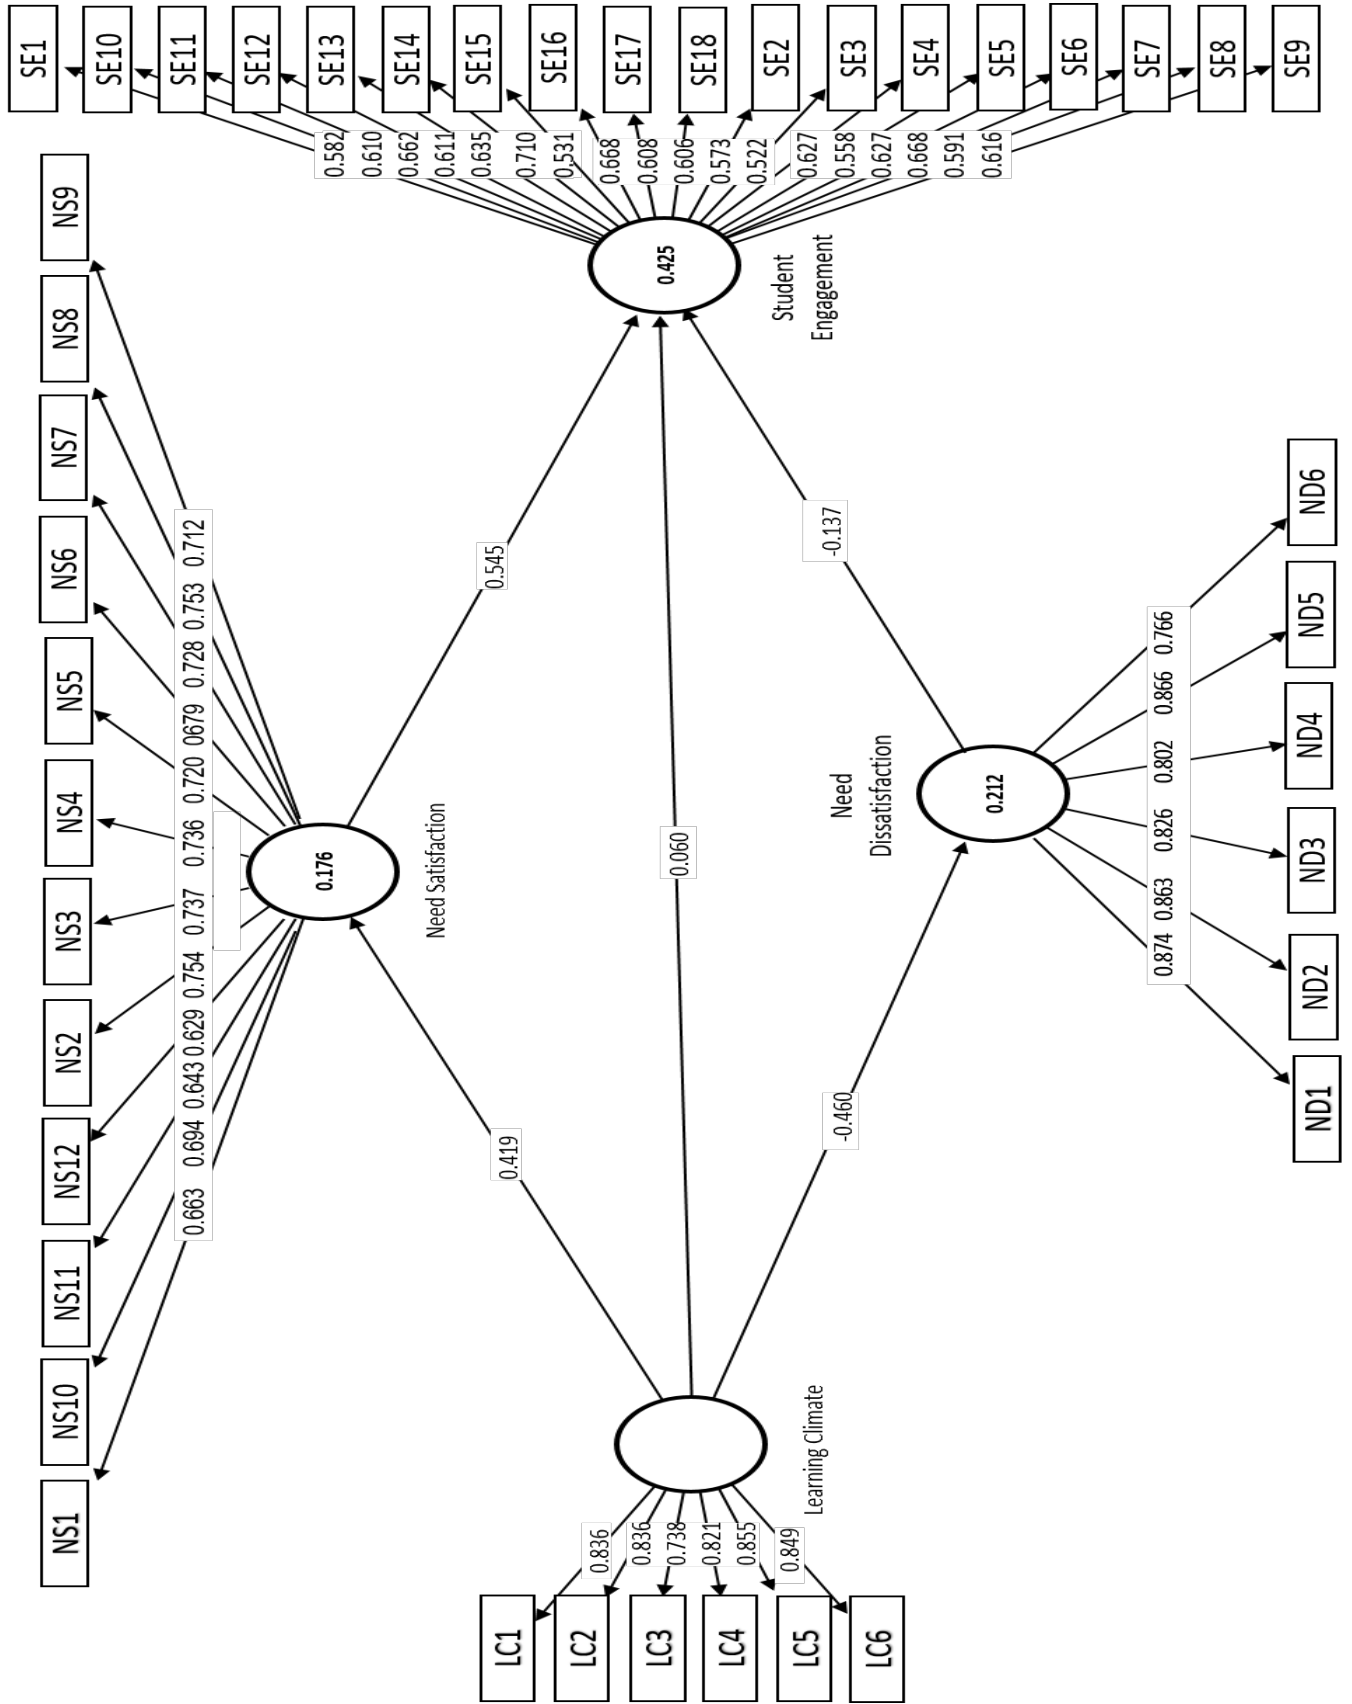 NS1
NS10
NS11
NS12
NS2
NS3
NS4
NS5
NS6
NS7
NS8
NS9
0.663 0.694 0.643 0.629 0.754 0.737 0.736 0.720 0679 0.728 0.753 0.712
0.176
Need Satisfaction
0.419
0.545
LC1
LC2
LC3
LC4
LC5
LC6
0.836
0.836
0.738
0.821
0.855
0.849
Learning Climate
0.060
0.425
Student
Engagement
SE1
SE10
SE11
SE12
SE13
SE14
SE15
SE16
SE17
SE18
SE2
SE3
SE4
SE5
SE6
SE7
SE8
SE9
0.582
0.610
0.662
0.611
0.635
0.710
0.531
0.668
0.608
0.606
0.573
0.522
0.627
0.558
0.627
0.668
0.591
0.616
-0.460
-0.137
Need
Dissatisfaction
0.212
0.874 0.863 0.826 0.802 0.866 0.766
ND1
ND2
ND3
ND4
ND5
ND6